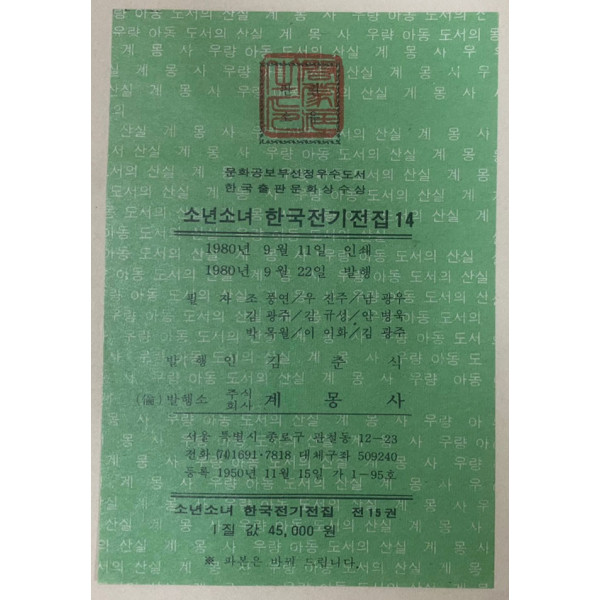 문화공보부선정우수도서
한국출판문화상수상
소년소녀 한국전기전집 14
1980년 9월 11일 인쇄
1980년 9월 22일 발행
필 자 조 풍연/우 진주/남 광우
김 광주/김 규성/안 병욱
박 목월/이 이화/김 광준
발 행 인 김 춘 식
발행소 주식회사 계 몽 사
서울 특별시 종로구 관철동 12-23
전화 (74)1691·7818 대체구좌 509240
등록 1950년 11월 15일 가 1-95호
소년소녀 한국전기전집 전 15 권
1질 값 45,000 원
※ 파본은 바꿔 드립니다.